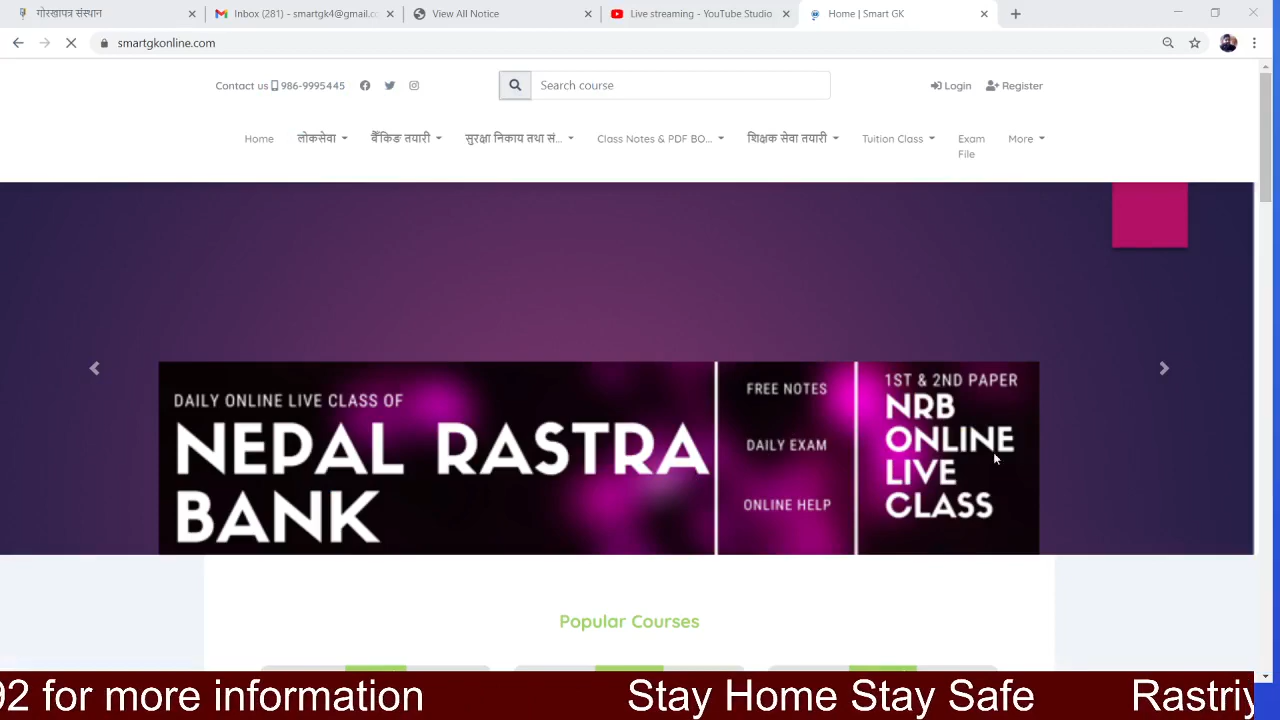 गोरखापत्र संस्थान
Inbox (281) - smartgk4@gmail.co
View All Notice
Live streaming - YouTube Studio
Home | Smart GK
smartgkonline.com
Contact us 986-9995445
Search course
Login
Register
Home
लोकसेवा
बैँकिङ तयारी
सुरक्षा निकाय तथा सं...
Class Notes & PDF BO...
शिक्षक सेवा तयारी
Tuition Class
Exam
File
More
DAILY ONLINE LIVE CLASS OF
NEPAL RASTRA
BANK
FREE NOTES
DAILY EXAM
ONLINE HELP
1ST & 2ND PAPER
NRB
ONLINE
LIVE
CLASS
Popular Courses
92 for more information
Stay Home Stay Safe
Rastriy